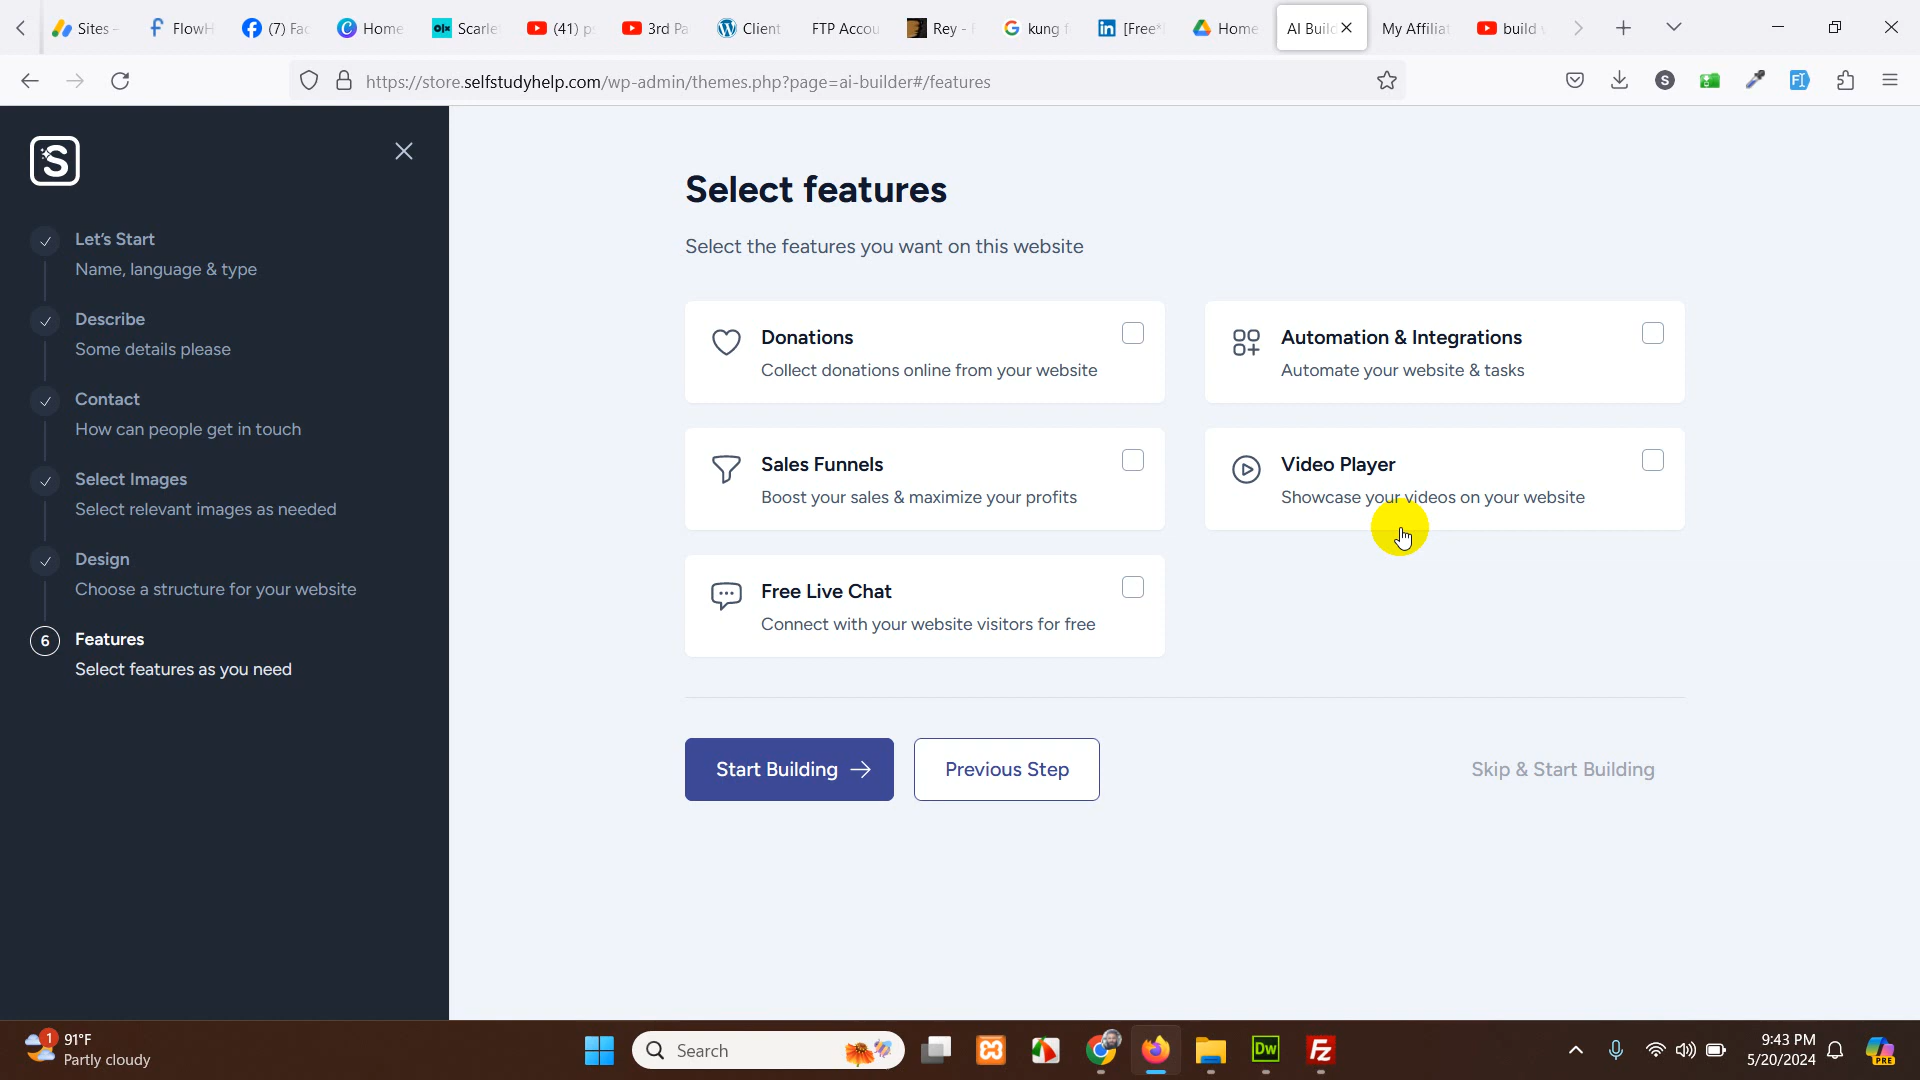 Sites -
FlowH
(7) Fac
Home
Scarle
(41) p
3rd Pa
Client
FTP Accou
Rey -
kung f
[Free*
Home
AI Buil
My Affiliat
build
https://store.selfstudyhelp.com/wp-admin/themes.php?page=ai-builder#/features
S
Let's Start
Name, language & type
Describe
Some details please
Contact
How can people get in touch
Select Images
Select relevant images as needed
Design
Choose a structure for your website
6
Features
Select features as you need
Select features
Select the features you want on this website
Donations
Collect donations online from your website
Automation & Integrations
Automate your website & tasks
Sales Funnels
Boost your sales & maximize your profits
Video Player
Showcase your videos on your website
Free Live Chat
Connect with your website visitors for free
Start Building
Previous Step
Skip & Start Building
1
91°F
Partly cloudy
Search
Dw
Fz
9:43 PM
5/20/2024
PRE